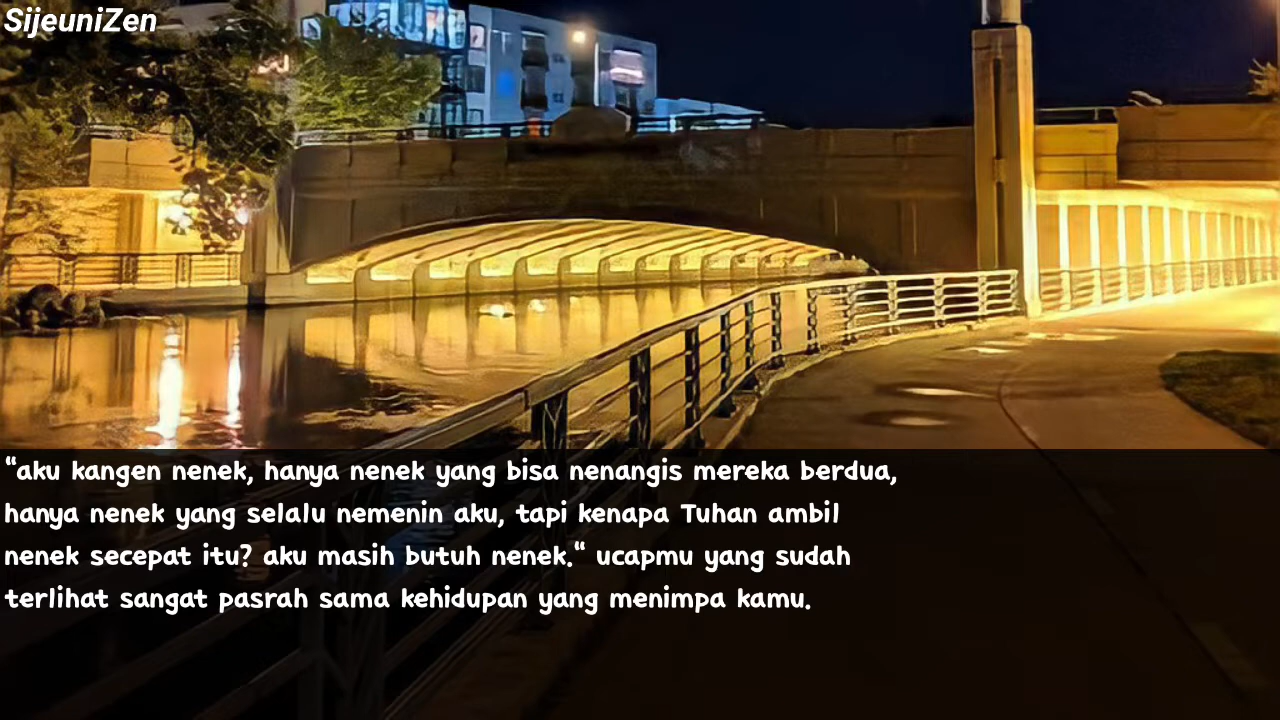 SijeuniZen
“aku kangen nenek, hanya nenek yang bisa nenangis mereka berdua,
hanya nenek yang selalu nemenin aku, tapi kenapa Tuhan ambil
nenek secepat itu? aku masih butuh nenek.“ ucapmu yang sudah
terlihat sangat pasrah sama kehidupan yang menimpa kamu.